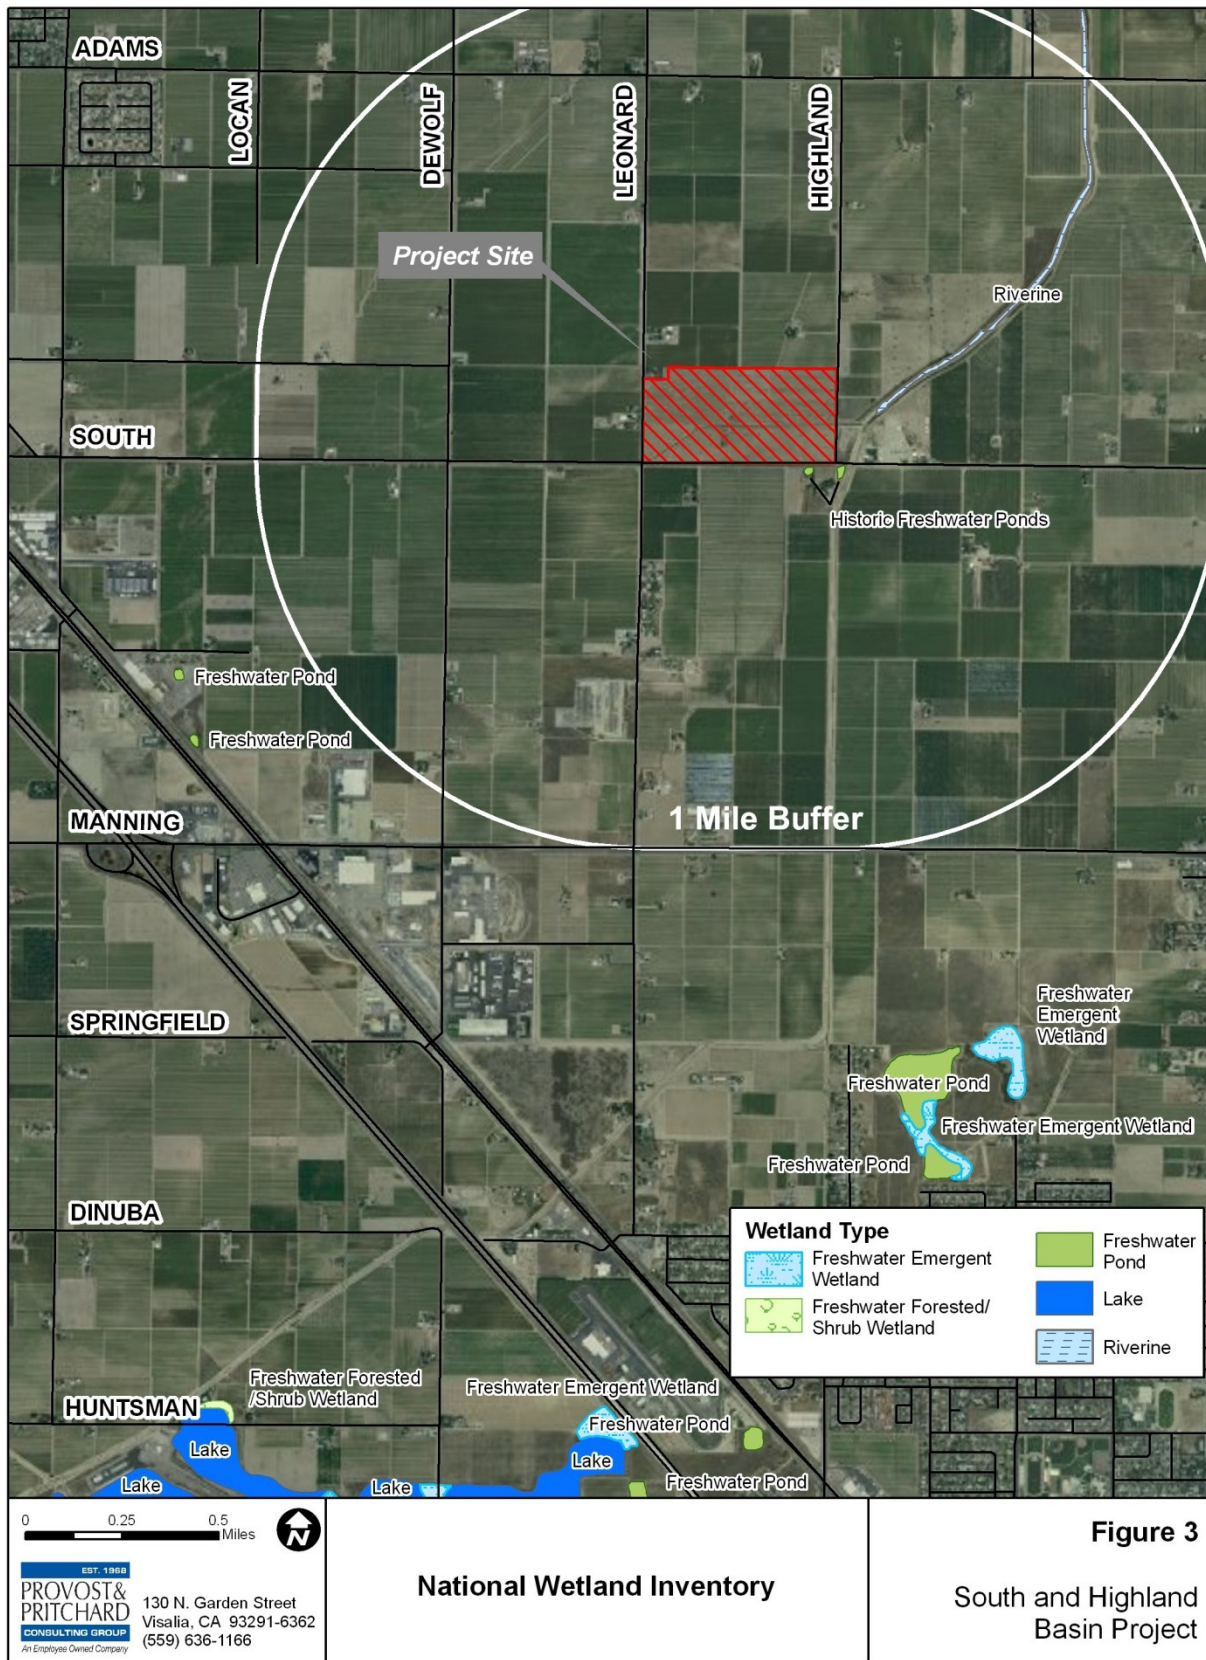 ADAMS
LOCAN
DEWOLF
LEONARD
HIGHLAND
Project Site
Riverine
SOUTH
Historic Freshwater Ponds
Freshwater Pond
Freshwater Pond
MANNING
1 Mile Buffer
SPRINGFIELD
Freshwater
Emergent
Wetland
Freshwater Pond
Freshwater Emergent Wetland
Freshwater Pond
DINUBA
Wetland Type
Freshwater Emergent
Wetland
Freshwater Forested/
Shrub Wetland
Freshwater
Pond
Lake
Riverine
Freshwater Forested
/Shrub Wetland
HUNTSMAN
Lake
Lake
Freshwater Emergent Wetland
Freshwater Pond
Lake
Lake
Freshwater Pond
0 0.25 0.5
Miles
N
EST. 1968
PROVOST&
PRITCHARD
CONSULTING GROUP
An Employee Owned Company
130 N. Garden Street
Visalia, CA 93291-6362
(559) 636-1166
National Wetland Inventory
Figure 3
South and Highland
Basin Project